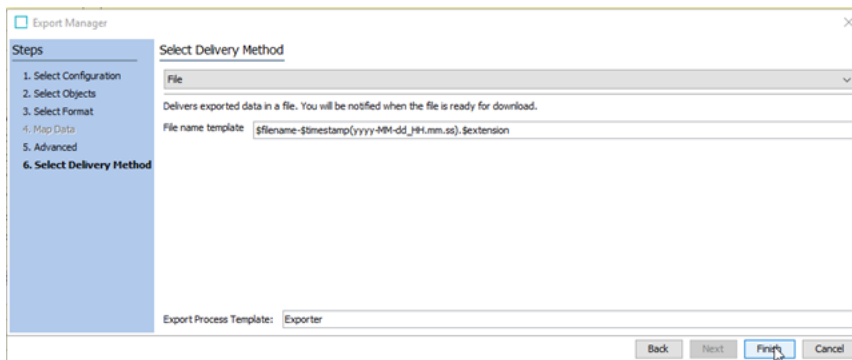 Export Manager
Steps
1. Select Configuration
2. Select Objects
3. Select Format
4. Map Data
5. Advanced
6. Select Delivery Method
Select Delivery Method
File
Delivers exported data in a file. You will be notified when the file is ready for download.
File name template $filename-$timestamp(yyyy-MM-dd_HH.mm.ss).$extension
Export Process Template: Exporter
Back Next Finish Cancel